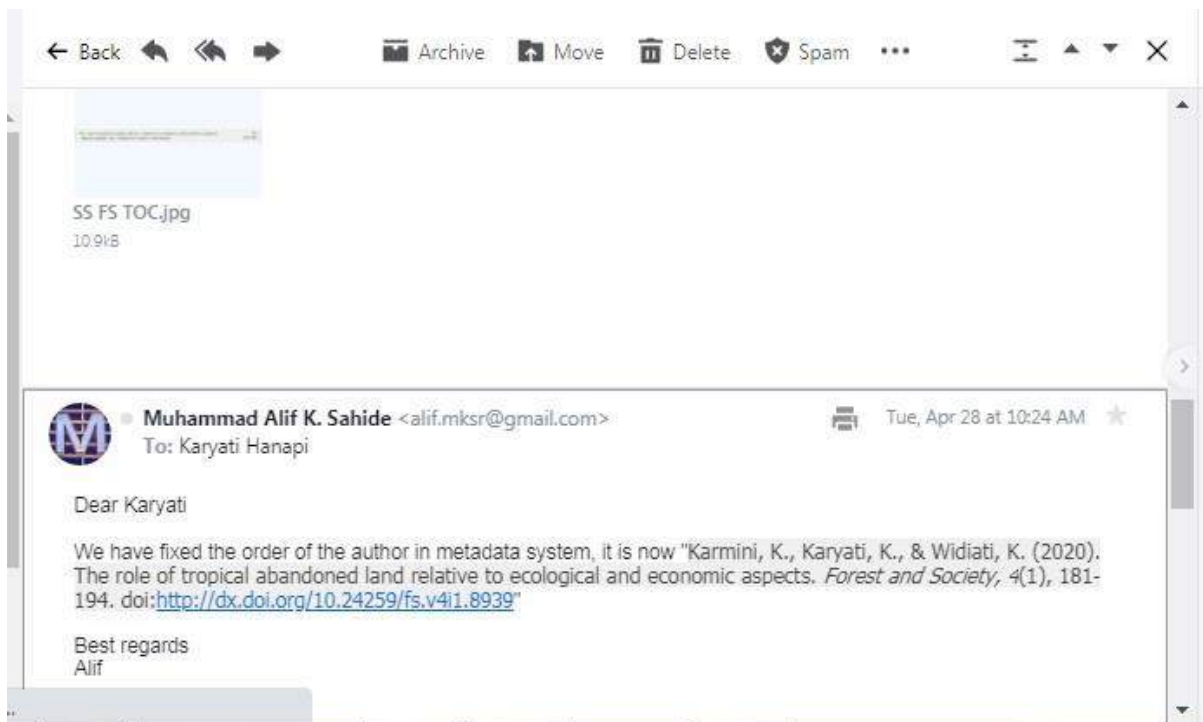 Back Archive Move Delete Spam
SS FS TOC.jpg
10.9kB
Muhammad Alif K. Sahide <alif.mksr@gmail.com> Tue, Apr 28 at 10:24 AM
To: Karyati Hanapi
Dear Karyati
We have fixed the order of the author in metadata system, it is now "Karmini, K., Karyati, K., & Widiati, K. (2020).
The role of tropical abandoned land relative to ecological and economic aspects. Forest and Society, 4(1), 181-
194. doi:http://dx.doi.org/10.24259/fs.v4i1.8939"
Best regards
Alif